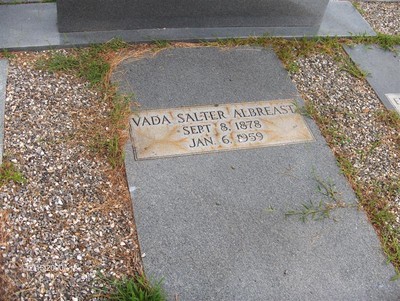 VADA SALTER ALBREAST
SEPT 8, 1878
JAN. 6, 1959